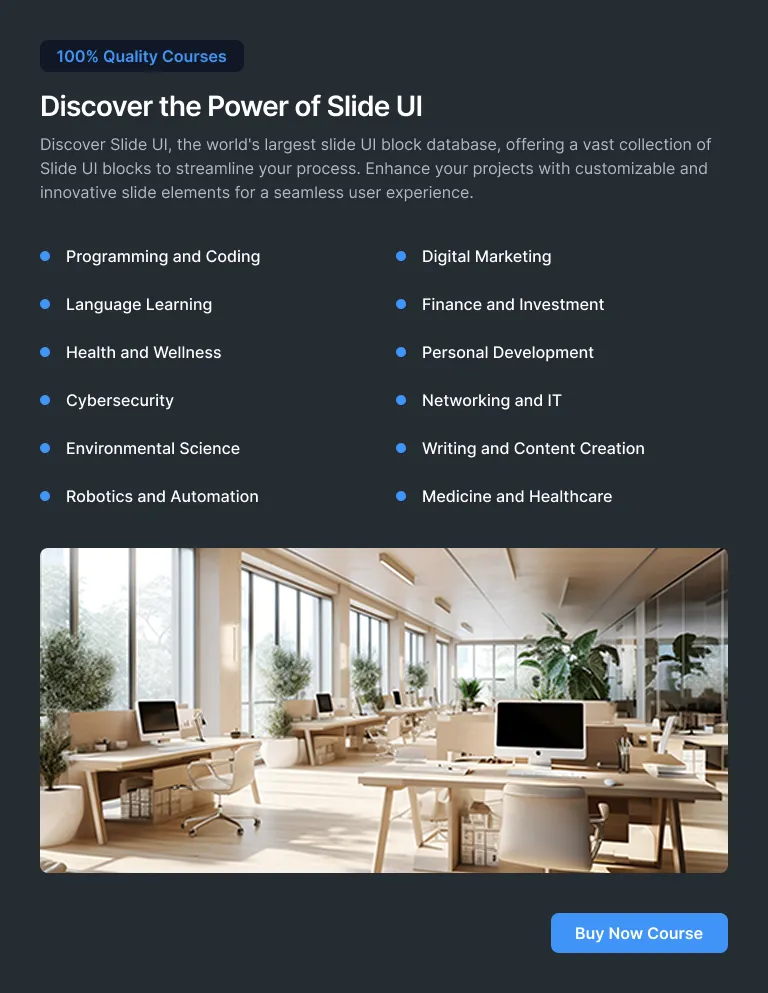 100% Quality Courses
Discover the Power of Slide UI
Discover Slide UI, the world's largest slide UI block database, offering a vast collection of
Slide UI blocks to streamline your process. Enhance your projects with customizable and
innovative slide elements for a seamless user experience.
Programming and Coding
Digital Marketing
Language Learning
Finance and Investment
Health and Wellness
Personal Development
Cybersecurity
Networking and IT
Environmental Science
Writing and Content Creation
Robotics and Automation
Medicine and Healthcare
Buy Now Course